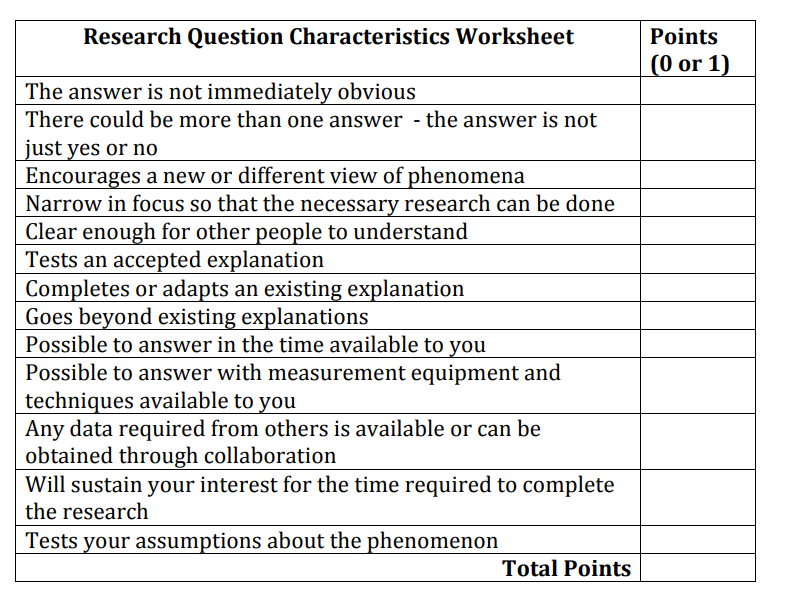 Research Question Characteristics Worksheet
Points
(0 or 1)
The answer is not immediately obvious
There could be more than one answer - the answer is not
just yes or no
Encourages a new or different view of phenomena
Narrow in focus so that the necessary research can be done
Clear enough for other people to understand
Tests an accepted explanation
Completes or adapts an existing explanation
Goes beyond existing explanations
Possible to answer in the time available to you
Possible to answer with measurement equipment and
techniques available to you
Any data required from others is available or can be
obtained through collaboration
Will sustain your interest for the time required to complete
the research
Tests your assumptions about the phenomenon
Total Points